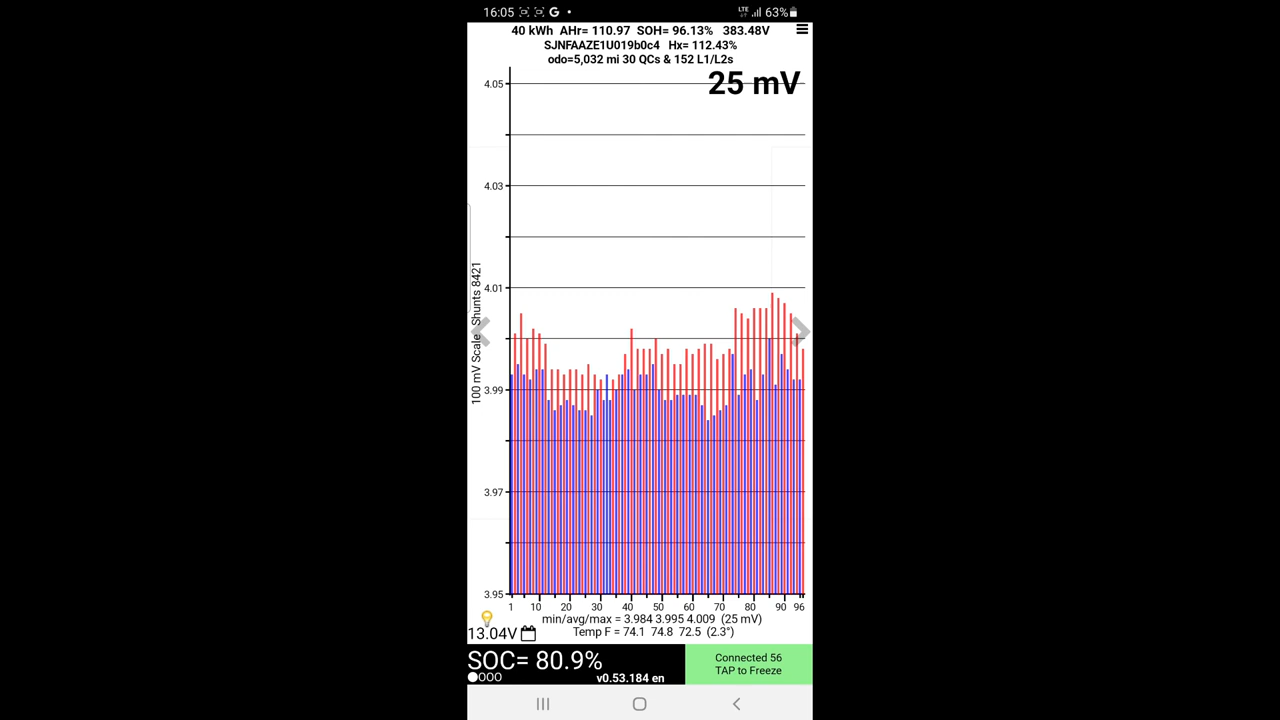 16:05 G • LTE 63%
40 kWh AHr= 110.97 SOH= 96.13% 383.48V
SJNFAAZE1U019b0c4 Hx= 112.43%
odo=5,032 mi 30 QCs & 152 L1/L2s
25 mV
4.05
4.03
4.01
3.99
3.97
3.95
100 mV Scale Shunts 8421
1 10 20 30 40 50 60 70 80 90 96
min/avg/max = 3.984 3.995 4.009 (25 mV)
13.04V
Temp F = 74.1 74.8 72.5 (2.3°)
SOC= 80.9%
v0.53.184 en
Connected 56
TAP to Freeze